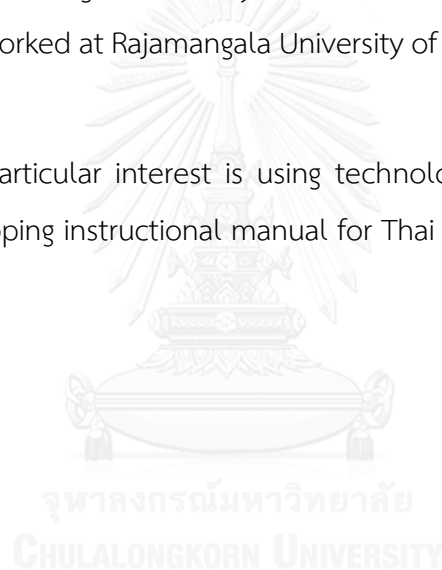 orked at Rajamangala University of
articular interest is using technolo
ping instructional manual for Thai
จุฬาลงกรณ์มหาวิทยาลัย
CHULALONGKORN UNIVERSITY